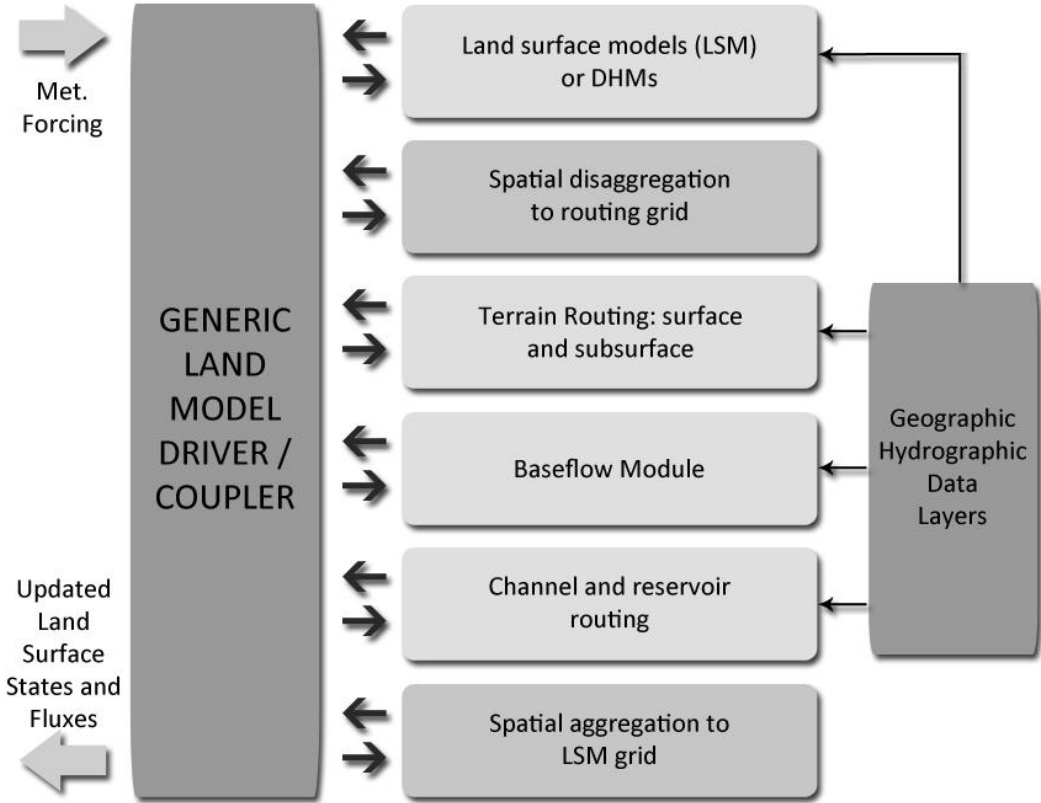 Met.
Forcing
GENERIC
LAND
MODEL
DRIVER /
COUPLER
Updated
Land
Surface
States and
Fluxes
Land surface models (LSM)
or DHMs
Spatial disaggregation
to routing grid
Terrain Routing: surface
and subsurface
Baseflow Module
Channel and reservoir
routing
Spatial aggregation to
LSM grid
Geographic
Hydrographic
Data
Layers